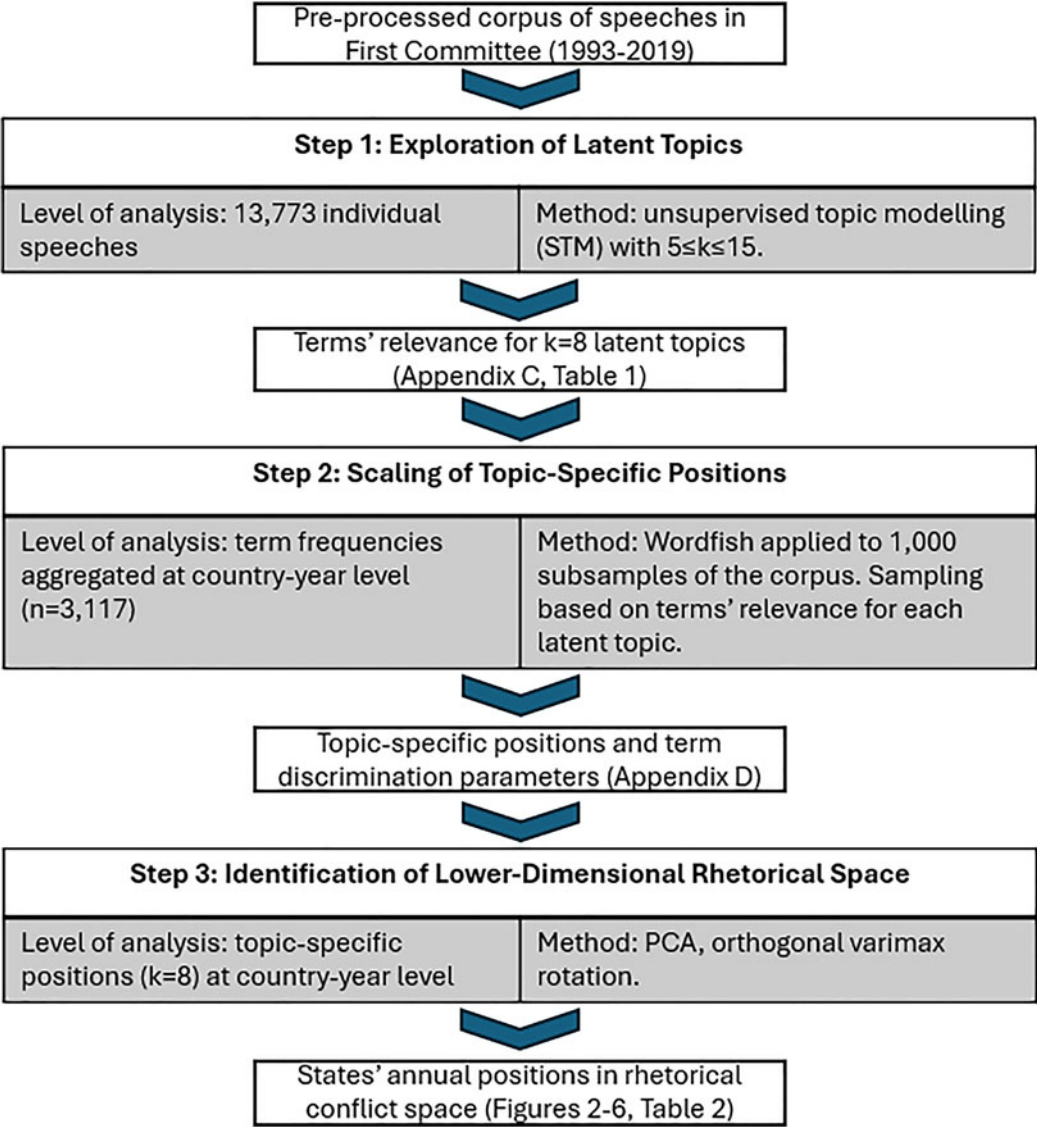 Pre-processed corpus of speeches in
First Committee (1993-2019)
Step 1: Exploration of Latent Topics
Level of analysis: 13,773 individual
speeches
Method: unsupervised topic modelling
(STM) with 5≤k≤15.
Terms’ relevance for k=8 latent topics
(Appendix C, Table 1)
Step 2: Scaling of Topic-Specific Positions
Level of analysis: term frequencies
aggregated at country-year level
(n=3,117)
Method: Wordfish applied to 1,000
subsamples of the corpus. Sampling
based on terms’ relevance for each
latent topic.
Topic-specific positions and term
discrimination parameters (Appendix D)
Step 3: Identification of Lower-Dimensional Rhetorical Space
Level of analysis: topic-specific
positions (k=8) at country-year level
Method: PCA, orthogonal varimax
rotation.
States’ annual positions in rhetorical
conflict space (Figures 2-6, Table 2)